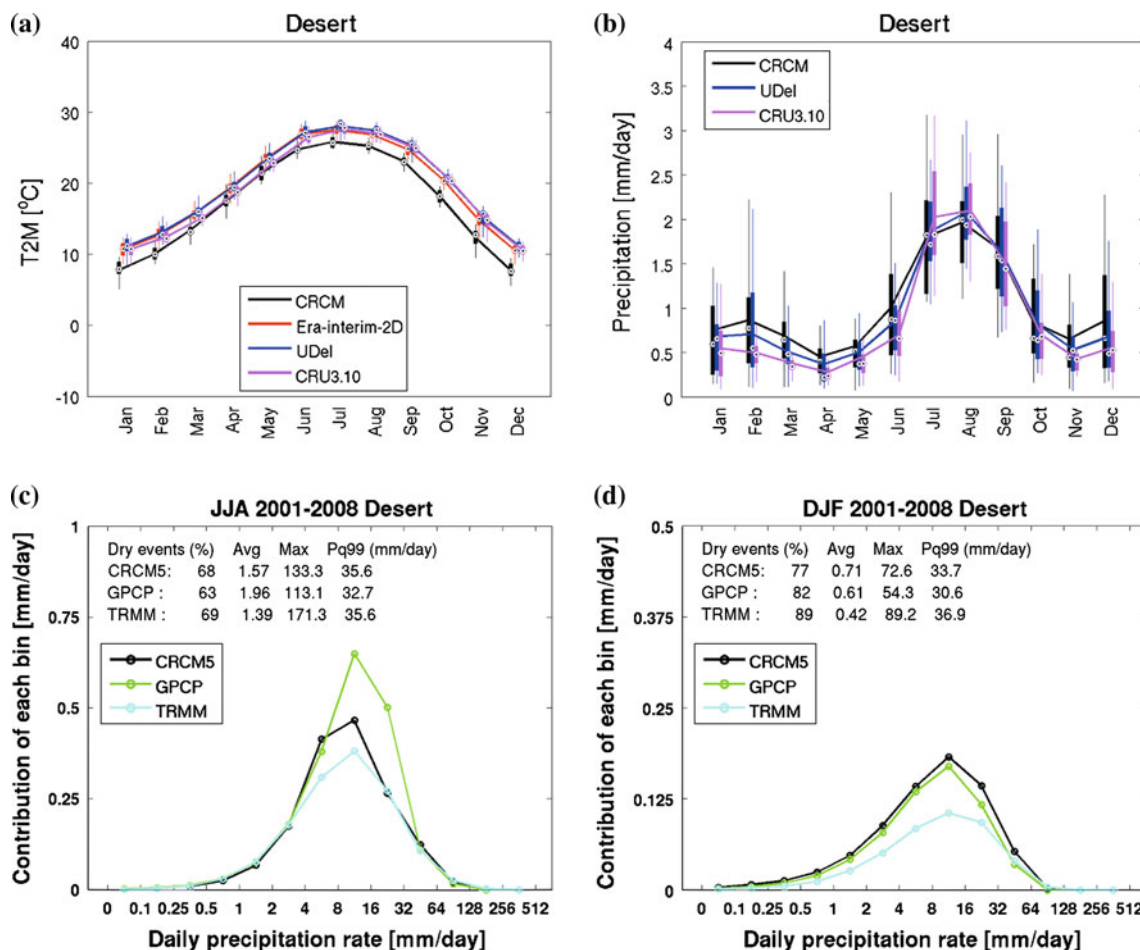 (a)
Desert
T2M [°C]
40
30
20
10
0
-10
CRCM
Era-interim-2D
UDel
CRU3.10
Jan Feb Mar Apr May Jun Jul Aug Sep Oct Nov Dec
(b)
Desert
Precipitation [mm/day]
4
3.5
3
2.5
2
1.5
1
0.5
0
CRCM
UDel
CRU3.10
Jan Feb Mar Apr May Jun Jul Aug Sep Oct Nov Dec
(c)
JJA 2001-2008 Desert
Contribution of each bin [mm/day]
1
0.75
0.5
0.25
0
Dry events (%) Avg Max Pq99 (mm/day)
CRCM5: 68 1.57 133.3 35.6
GPCP : 63 1.96 113.1 32.7
TRMM : 69 1.39 171.3 35.6
CRCM5
GPCP
TRMM
0 0.1 0.25 0.5 1 2 4 8 16 32 64 128 256 512
Daily precipitation rate [mm/day]
(d)
DJF 2001-2008 Desert
Contribution of each bin [mm/day]
0.5
0.375
0.25
0.125
0
Dry events (%) Avg Max Pq99 (mm/day)
CRCM5: 77 0.71 72.6 33.7
GPCP : 82 0.61 54.3 30.6
TRMM : 89 0.42 89.2 36.9
CRCM5
GPCP
TRMM
0 0.1 0.25 0.5 1 2 4 8 16 32 64 128 256 512
Daily precipitation rate [mm/day]